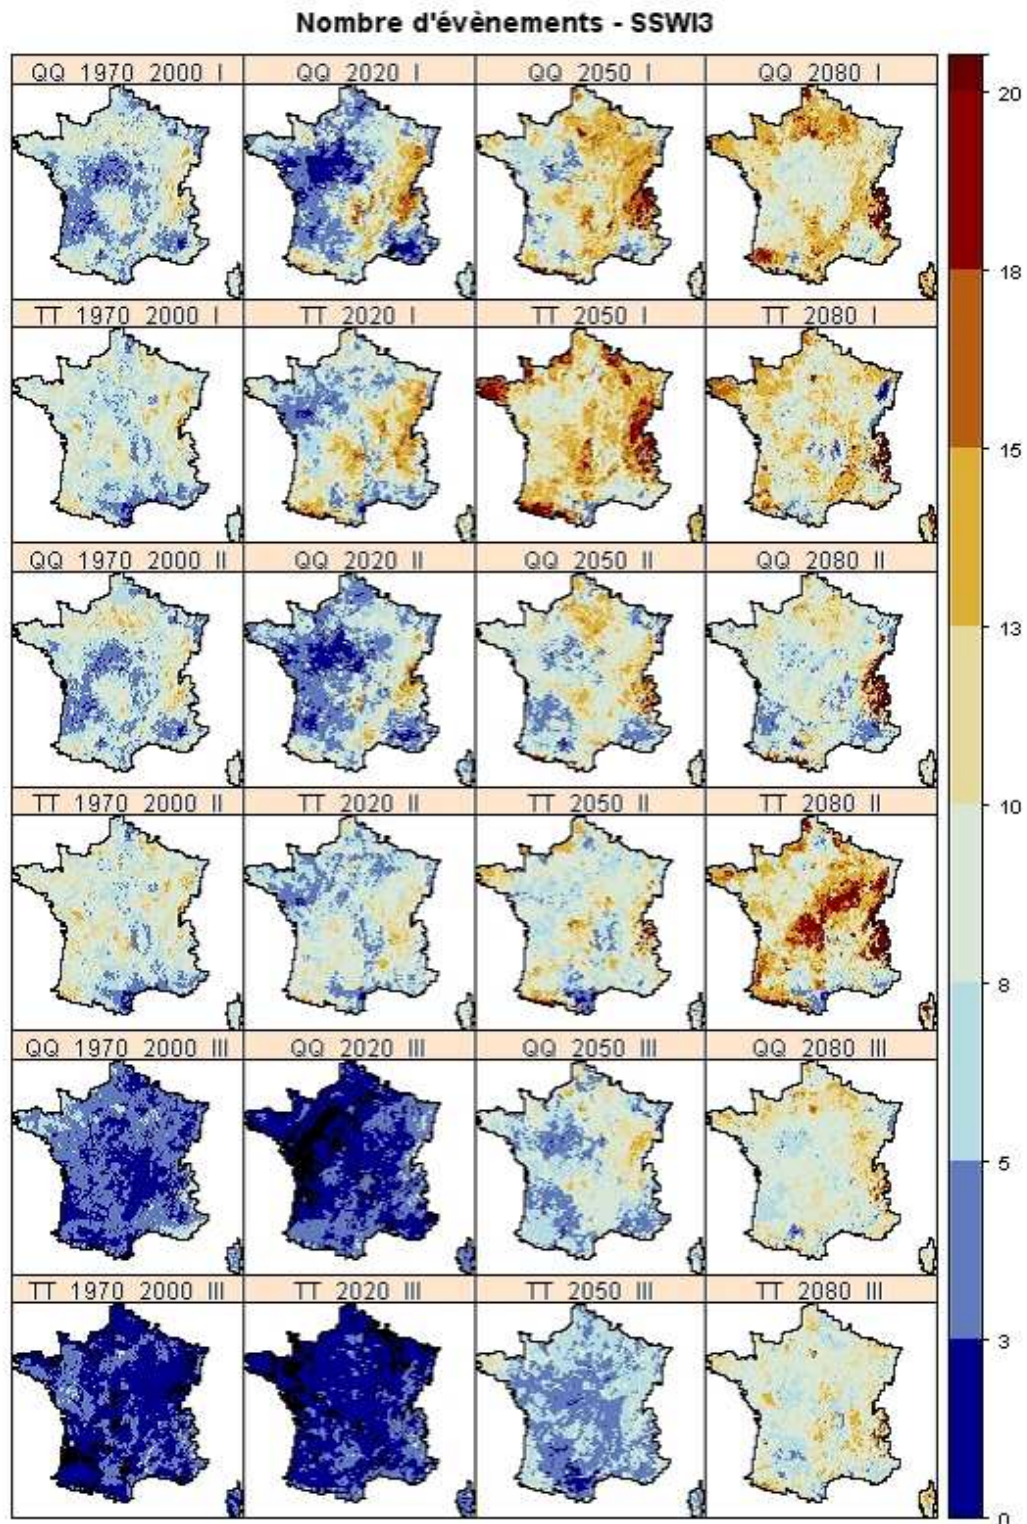 Nombre d'évènements - SSWI3
QQ 1970 2000 I
QQ 2020 I
QQ 2050 I
QQ 2080 I
TT 1970 2000 I
TT 2020 I
TT 2050 I
TT 2080 I
QQ 1970 2000 II
QQ 2020 II
QQ 2050 II
QQ 2080 II
TT 1970 2000 II
TT 2020 II
TT 2050 II
TT 2080 II
QQ 1970 2000 III
QQ 2020 III
QQ 2050 III
QQ 2080 III
TT 1970 2000 III
TT 2020 III
TT 2050 III
TT 2080 III
20
18
15
13
10
8
5
3
0